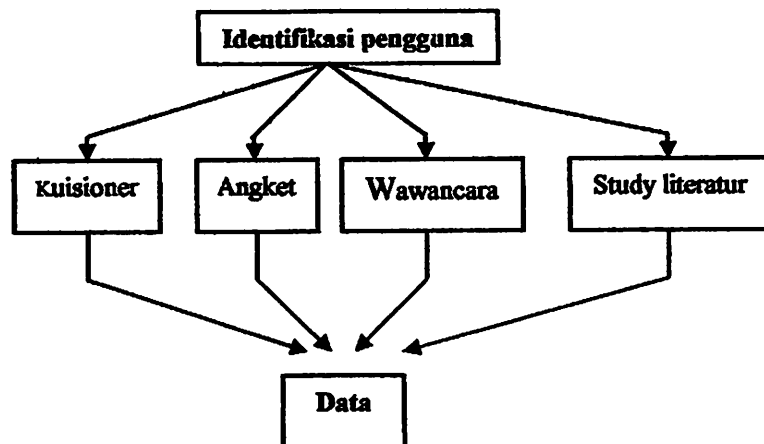 Identifikasi pengguna
Kuisioner
Angket
Wawancara
Study literatur
Data